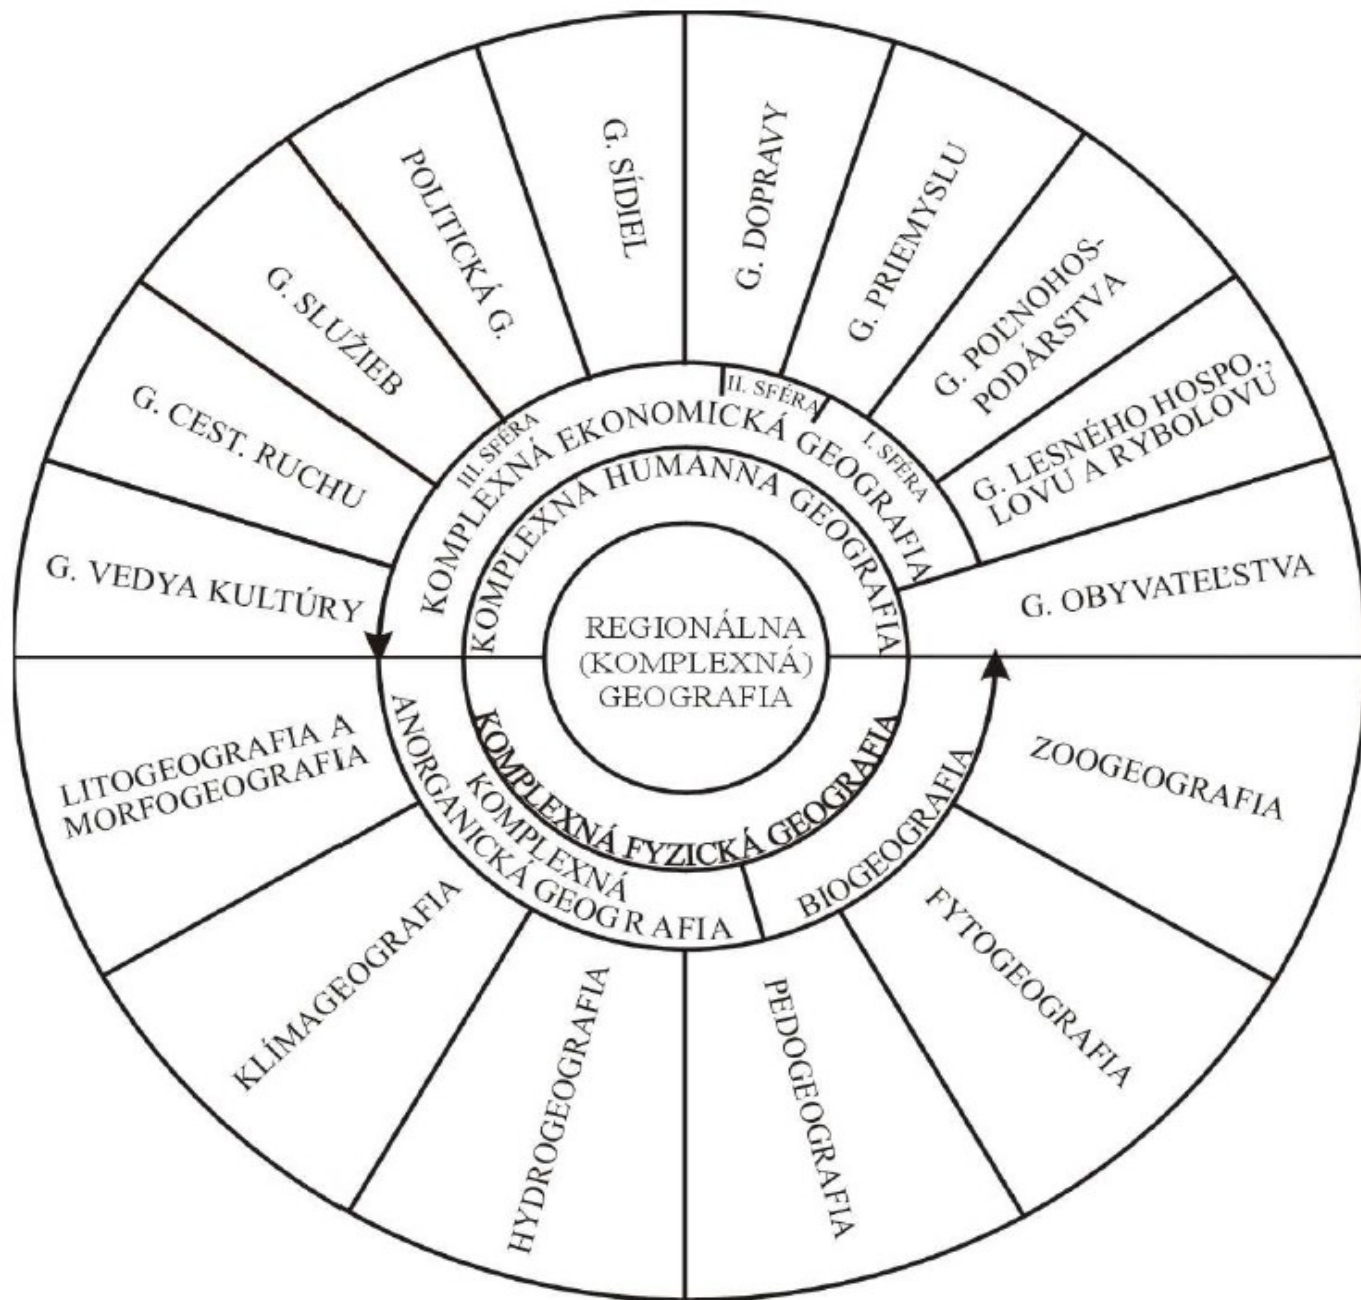 G. SÍDIEL
G. DOPRAVY
POLITICKÁ G.
G. PRIEMYSLU
G. SLUŽIEB
G. POĽNOHOS-
PODÁRSTVA
G. CEST. RUCHU
G. LESNÉHO HOSPO.,
LOVU A RYBOLOVU
G. VEDYA KULTÚRY
G. OBYVATEĽSTVA
III. SFÉRA
II. SFÉRA
I. SFÉRA
KOMPLEXNÁ EKONOMICKÁ GEOGRAFIA
KOMPLEXNA HUMÁNNA GEOGRAFIA
REGIONÁLNA
(KOMPLEXNÁ)
GEOGRAFIA
KOMPLEXNÁ FYZICKÁ GEOGRAFIA
KOMPLEXNÁ
ANORGANICKÁ GEOGRAFIA
BIOGEOGRAFIA
LITOGEOGRAFIA A
MORFOGEOGRAFIA
ZOOGEOGRAFIA
KLÍMAGEOGRAFIA
FYTOGEOGRAFIA
HYDROGEOGRAFIA
PEDOGEOGRAFIA